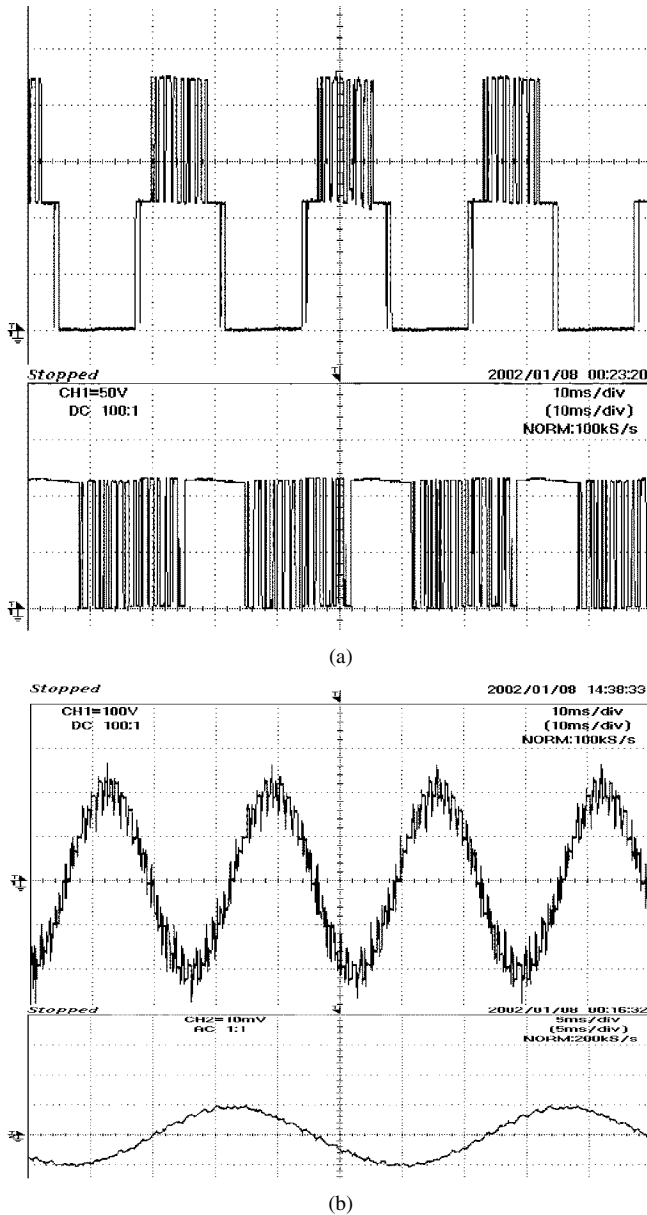 Stopped 2002/01/08 00:23:20
CH1=50V 10ms/div
DC 100:1 (10ms/div)
NORM:100kS/s
(a)
Stopped 2002/01/08 14:38:33
CH1=100V 10ms/div
DC 100:1 (10ms/div)
NORM:100kS/s
Stopped 2002/01/08 00:16:32
CH2=10mV 5ms/div
AC 1:1 (5ms/div)
NORM:200kS/s
(b)